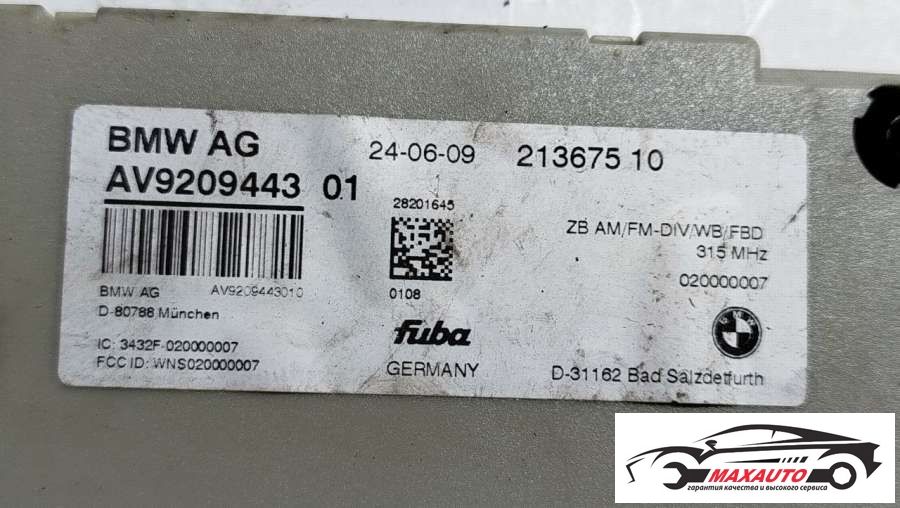 BMW AG
24-06-09 213675 10
AV9209443 01
28201645
ZB AM/FM-DIV/WB/FBD
315 MHz
020000007
BMW AG AV9209443010
0108
D-80788 München
BMW
fuba
IC: 3432F-020000007
FCC ID: WNS020000007
GERMANY
D-31162 Bad Salzdetfurth
MAXAUTO
гарантия качества и высокого сервиса